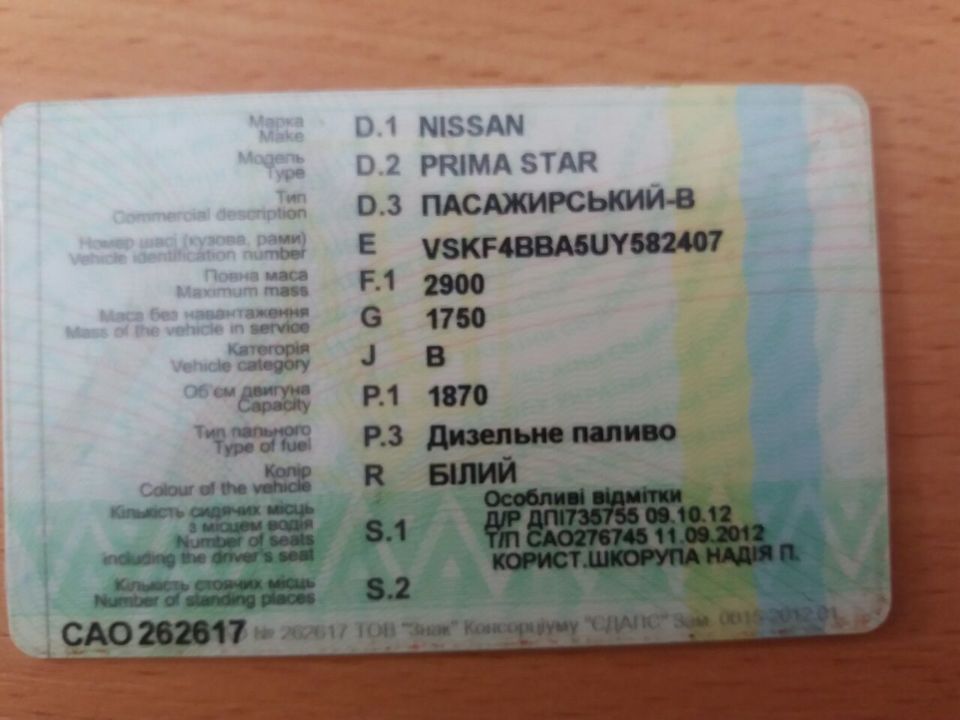 Марка
Make D.1 NISSAN
Модель
Type D.2 PRIMA STAR
Тип
Commercial description D.3 ПАСАЖИРСЬКИЙ-В
Номер шасі (кузова, рами)
Vehicle identification number E VSKF4BBA5UY582407
Повна маса
Maximum mass F.1 2900
Маса без навантаження
Mass of the vehicle in service G 1750
Категорія
Vehicle category J B
Об'єм двигуна
Capacity P.1 1870
Тип пального
Type of fuel P.3 Дизельне паливо
Колір
Colour of the vehicle R БІЛИЙ
Кількість сидячих місць
з місцем водія
Number of seats
including the driver's seat S.1
Особливі відмітки
Д/Р ДПІ735755 09.10.12
Т/П САО276745 11.09.2012
КОРИСТ.ШКОРУПА НАДІЯ П.
Кількість стоячих місць
Number of standing places S.2
САО 262617 № 262617 ТОВ "Знак" Консорціуму "ЄДАПС" Зам. 0015-2012.01